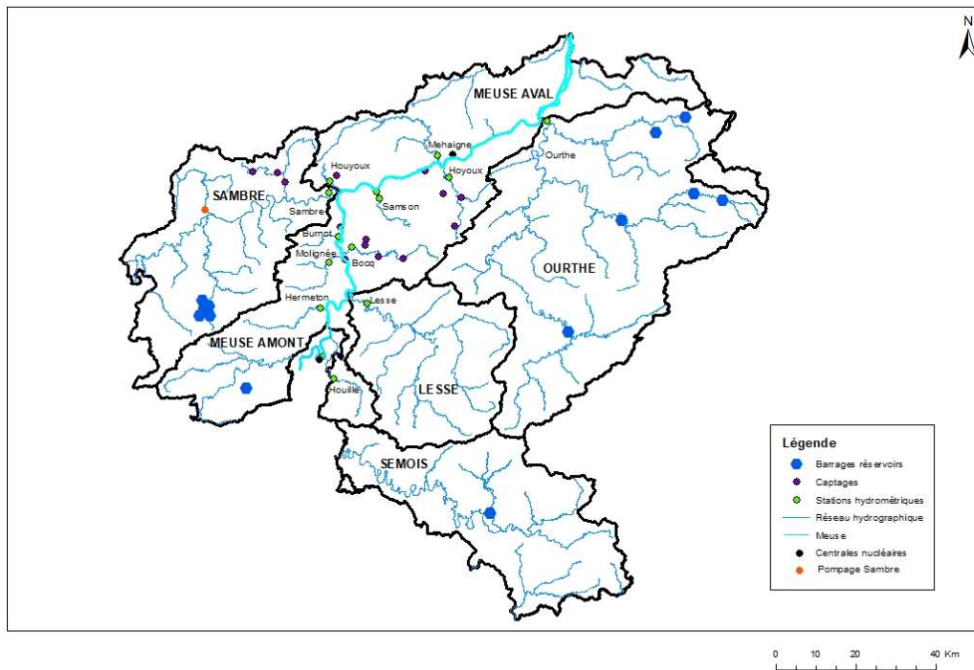 N
MEUSE AVAL
Mehaigne
Ourthe
Houyoux
Hoyoux
SAMBRE
Sambre
Samson
Burnot
Molignée
Bocq
OURTHE
Hermeton
Lesse
MEUSE AMONT
Houille
LESSE
SEMOIS
Légende
Barrages réservoirs
Captages
Stations hydrométriques
Réseau hydrographique
Meuse
Centrales nucléaires
Pompage Sambre
0 10 20 40 Km